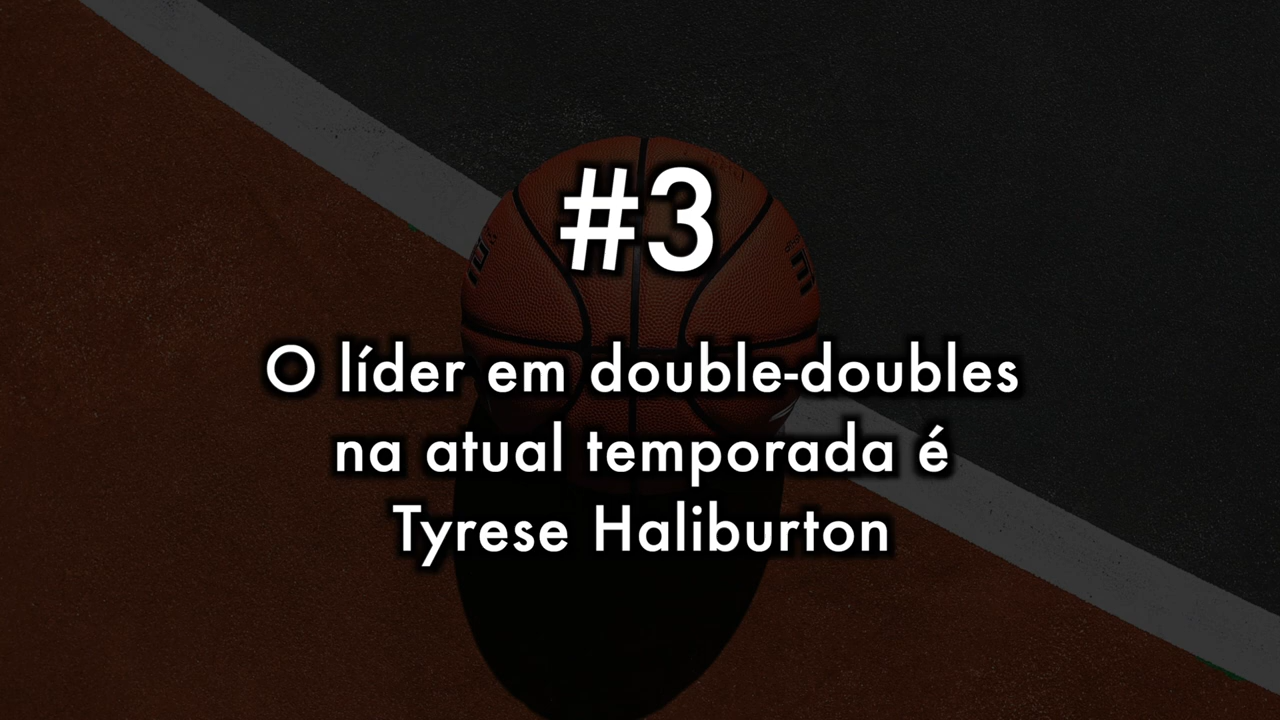 #3
O líder em double-doubles
na atual temporada é
Tyrese Haliburton